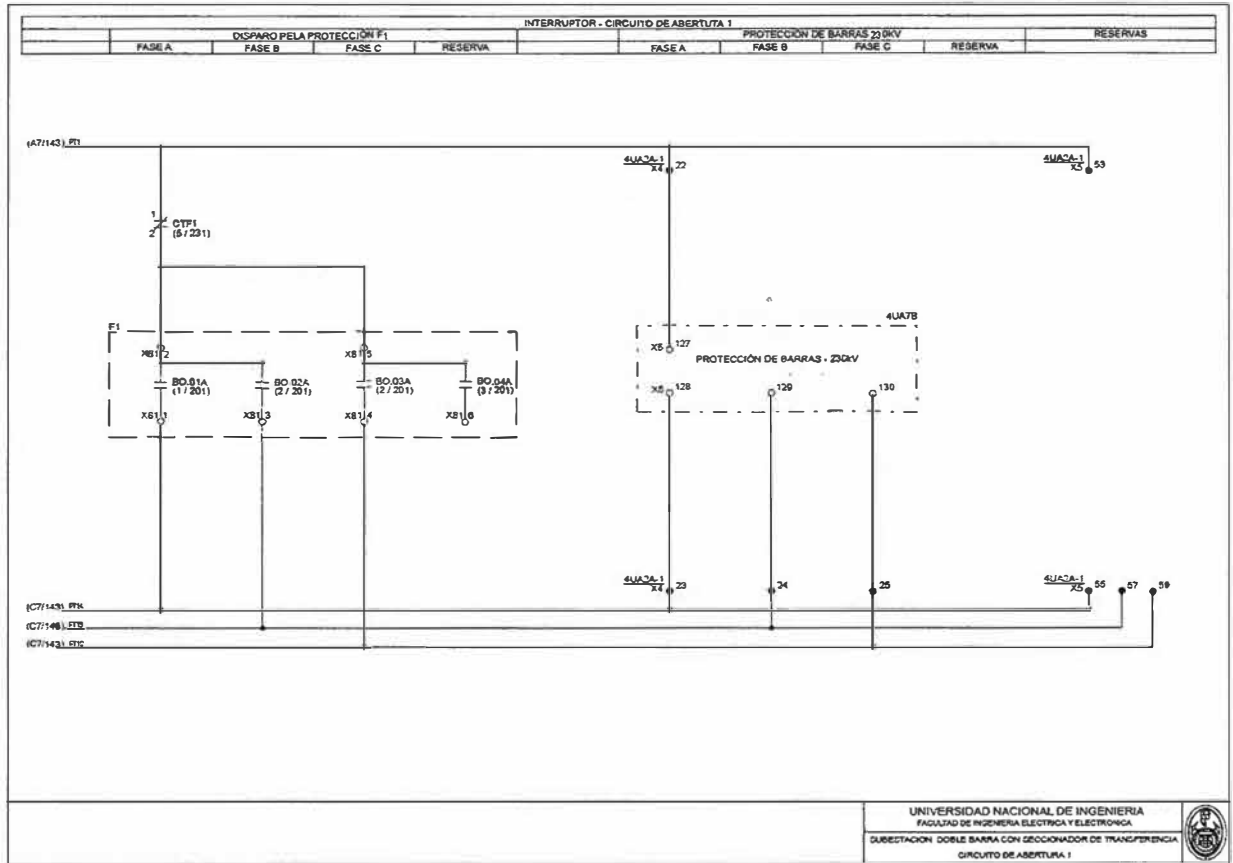 INTERRUPTOR - CIRCUITO DE ABERTUTA 1
DISPARO PELA PROTECCIÓN F1
PROTECCIÓN DE BARRAS 230KV
RESERVAS
FASE A FASE B FASE C RESERVA FASE A FASE B FASE C RESERVA
(A7/143)
4UA2A-1
X4 22
4UA2A-1
X5 53
1
2
CTF1
(5 / 231)
F1
4UA7B
X81 2
X81 5
X6 127
PROTECCIÓN DE BARRAS - 230kV
BO.01A
(1 / 201)
BO.02A
(2 / 201)
BO.03A
(2 / 201)
BO.04A
(3 / 201)
X6 128
129
130
X81 1
X81 3
X81 4
X81 6
4UA2A-1
X4 23
24
25
4UA2A-1
X5 55
57
59
(C7/143)
(C7/143)
(C7/143)
UNIVERSIDAD NACIONAL DE INGENIERIA
FACULTAD DE INGENIERIA ELECTRICA Y ELECTRONICA
SUBESTACION DOBLE BARRA CON SECCIONADOR DE TRANSFERENCIA
CIRCUITO DE ABERTURA 1